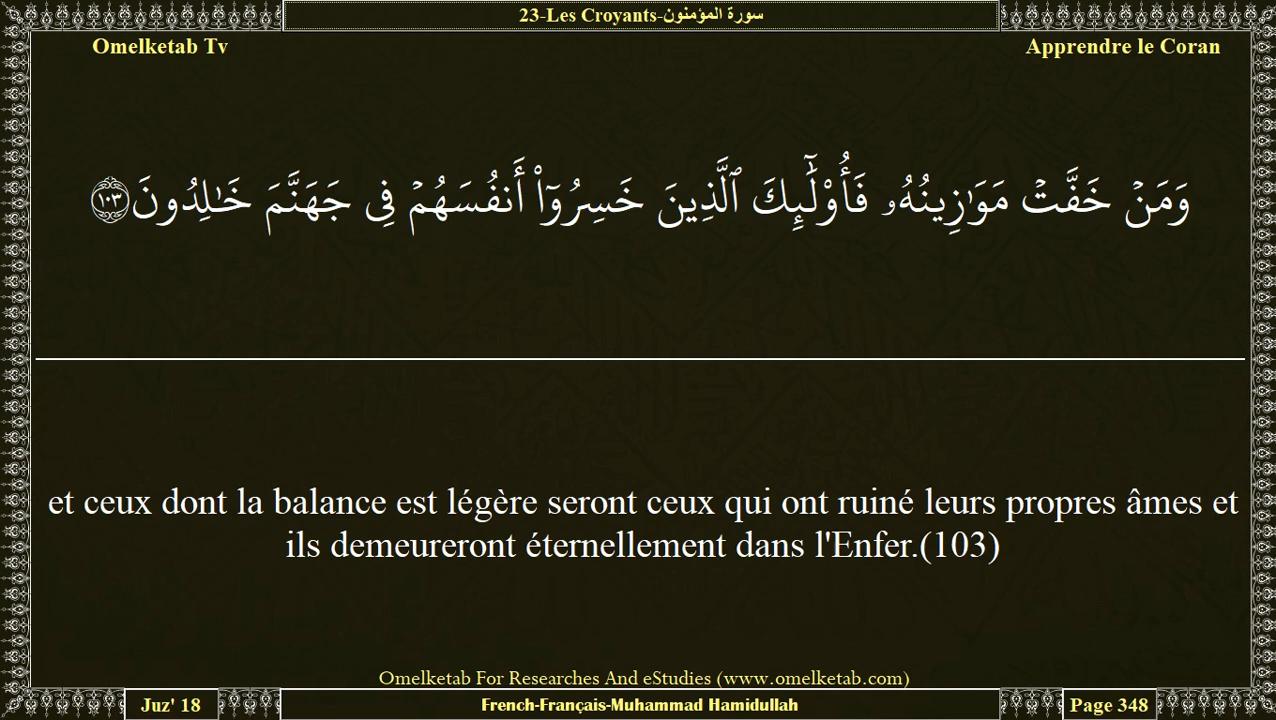 23-Les Croyants-سورة المؤمنون
Omelketab Tv
Apprendre le Coran
وَمَنۡ خَفَّتۡ مَوَٰزِينُهُۥ فَأُوْلَٰٓئِكَ ٱلَّذِينَ خَسِرُوٓاْ أَنفُسَهُمۡ فِي جَهَنَّمَ خَٰلِدُونَ ١٠٣
et ceux dont la balance est légère seront ceux qui ont ruiné leurs propres âmes et
ils demeureront éternellement dans l'Enfer.(103)
Omelketab For Researches And eStudies (www.omelketab.com)
Juz' 18
French-Français-Muhammad Hamidullah
Page 348